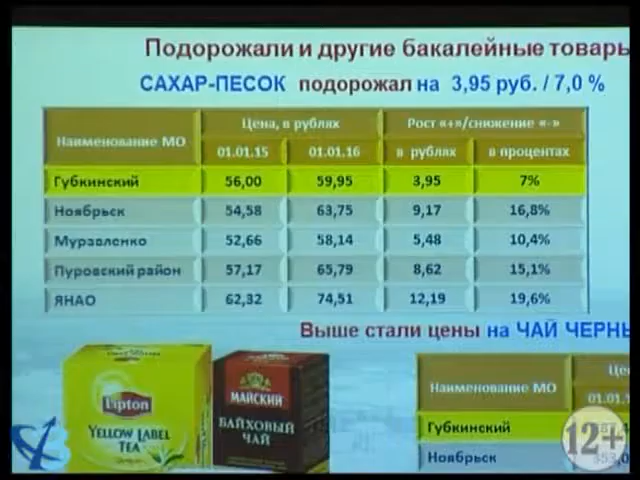 Подорожали и другие бакалейные товары
САХАР-ПЕСОК подорожал на 3,95 руб. / 7,0 %
Наименование МО Цена, в рублях Рост «+»/снижение «-»
01.01.15 01.01.16 в рублях в процентах
Губкинский 56,00 59,95 3,95 7%
Ноябрьск 54,58 63,75 9,17 16,8%
Муравленко 52,66 58,14 5,48 10,4%
Пуровский район 57,17 65,79 8,62 15,1%
ЯНАО 62,32 74,51 12,19 19,6%
Выше стали цены на ЧАЙ ЧЕРНЫ
Lipton
YELLOW LABEL
TEA
МАЙСКИЙ
БАЙХОВЫЙ
ЧАЙ
Наименование МО
01.01.1
Губкинский
Ноябрьск
12+